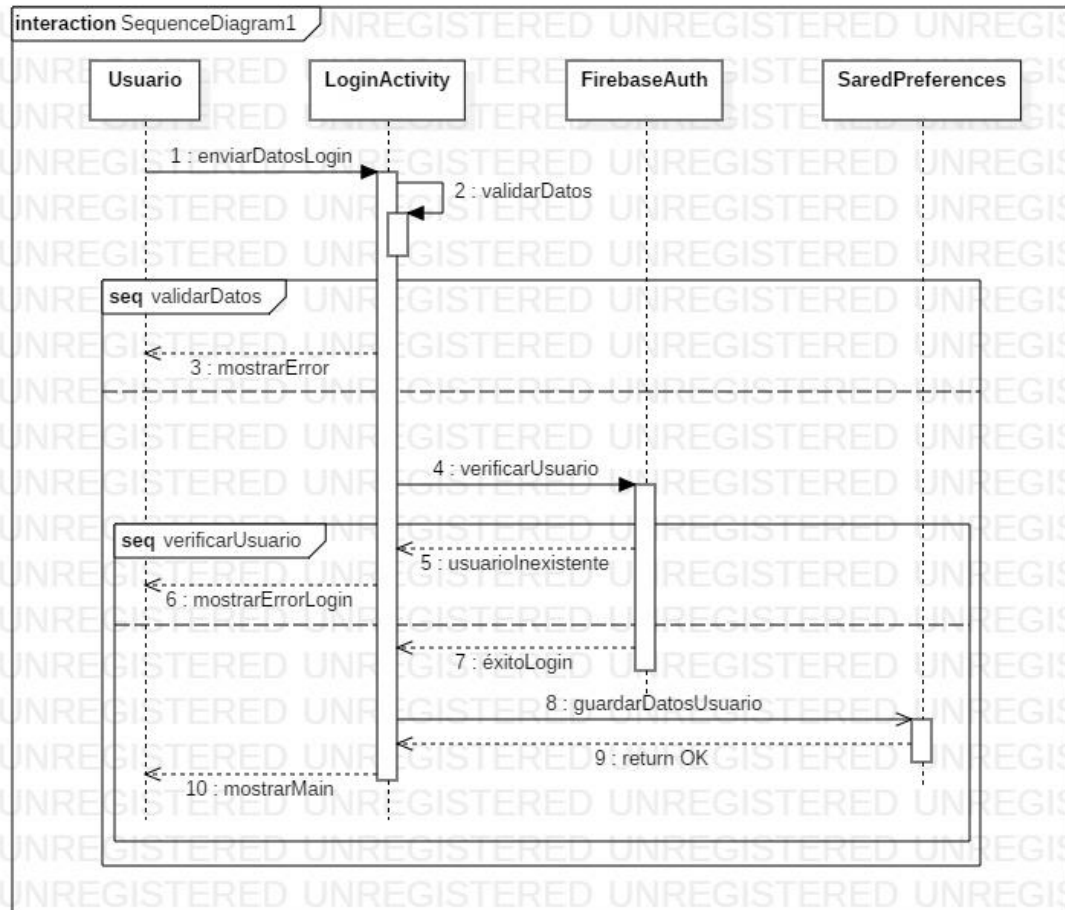 interaction SequenceDiagram1
Usuario
LoginActivity
FirebaseAuth
SaredPreferences
1 : enviarDatosLogin
2 : validarDatos
seq validarDatos
3 : mostrarError
4 : verificarUsuario
seq verificarUsuario
5 : usuarioInexistente
6 : mostrarErrorLogin
7 : éxitoLogin
8 : guardarDatosUsuario
9 : return OK
10 : mostrarMain
UNREGISTERED